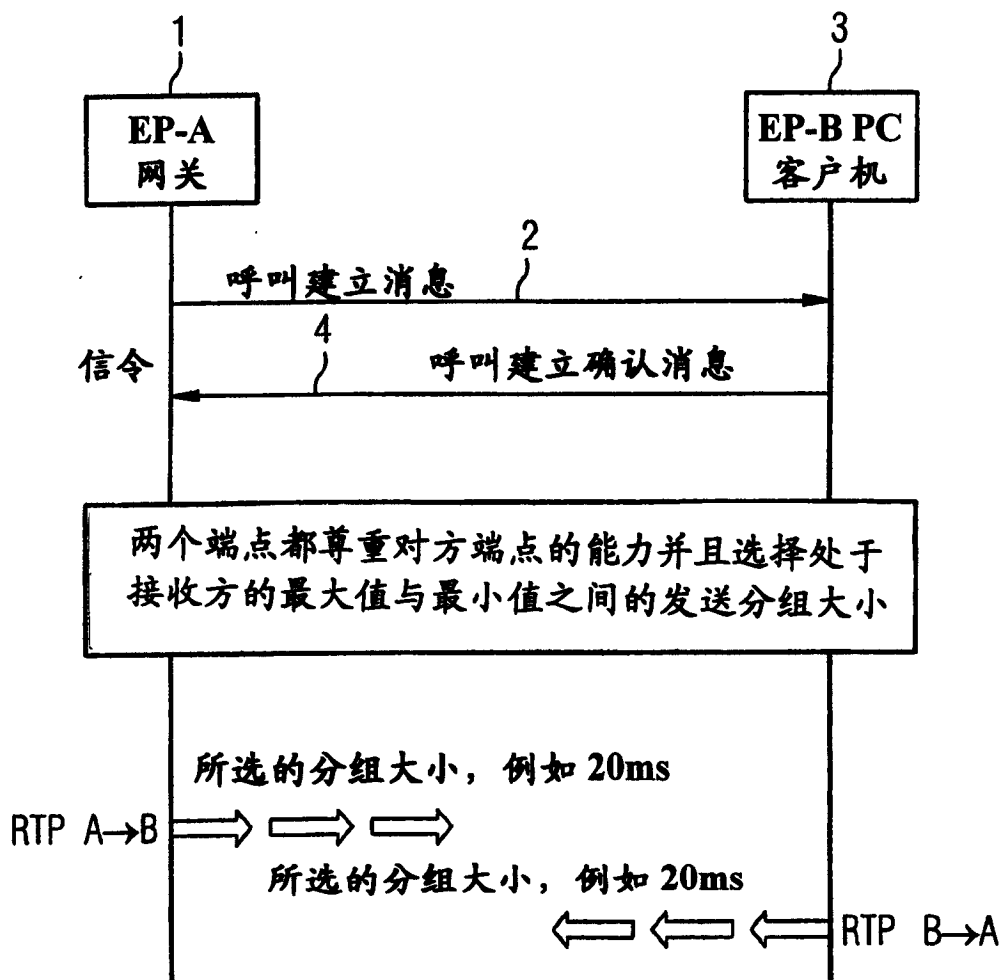 1
3
EP-A
网关
EP-B PC
客户机
2
呼叫建立消息
4
信令
呼叫建立确认消息
两个端点都尊重对方端点的能力并且选择处于
接收方的最大值与最小值之间的发送分组大小
所选的分组大小，例如 20ms
RTP A→B
所选的分组大小，例如 20ms
RTP B→A